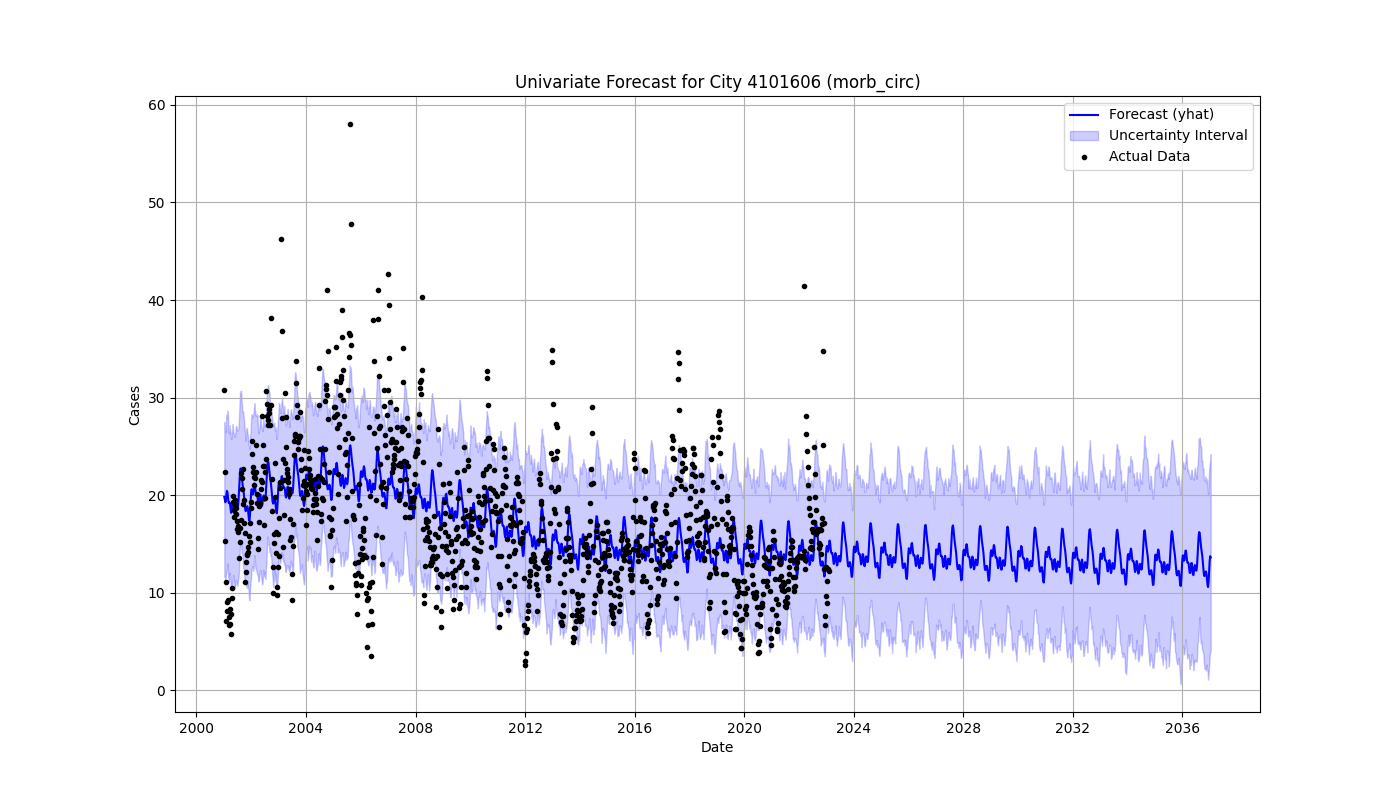 Univariate Forecast for City 4101606 (morb_circ)
Forecast (yhat)
Uncertainty Interval
Actual Data
Cases
60
50
40
30
20
10
0
2000 2004 2008 2012 2016 2020 2024 2028 2032 2036
Date